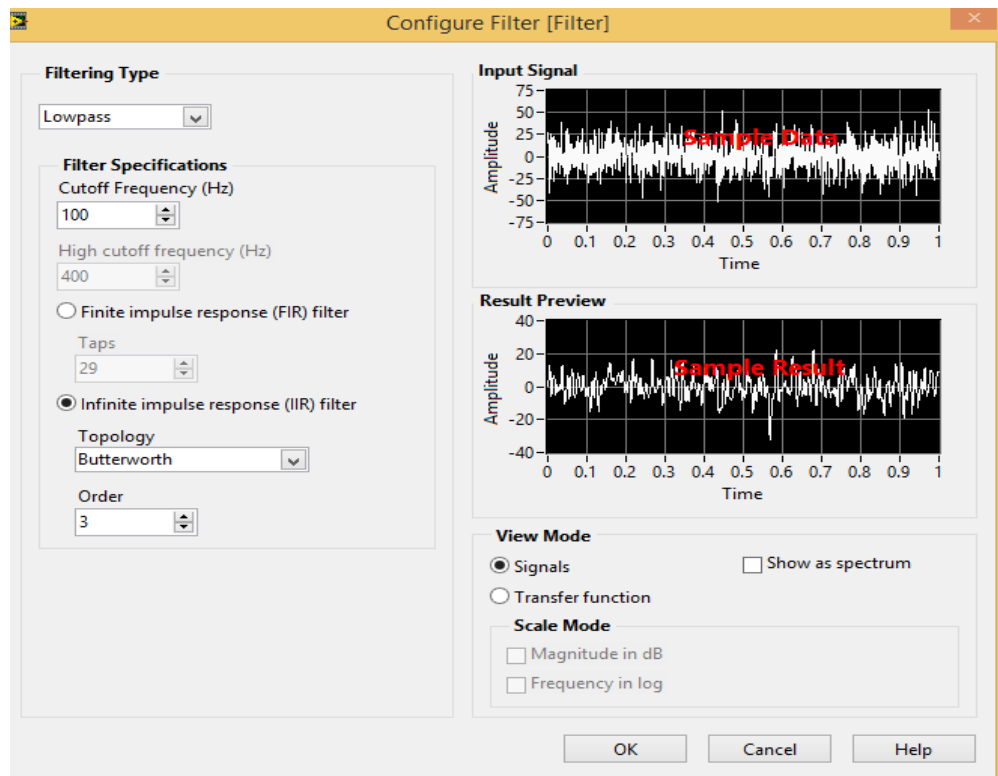 Configure Filter [Filter]
Filtering Type
Lowpass
Filter Specifications
Cutoff Frequency (Hz)
100
High cutoff frequency (Hz)
400
Finite impulse response (FIR) filter
Taps
29
Infinite impulse response (IIR) filter
Topology
Butterworth
Order
3
Input Signal
Amplitude
75
50
25
0
-25
-50
-75
Sample Data
0 0.1 0.2 0.3 0.4 0.5 0.6 0.7 0.8 0.9 1
Time
Result Preview
Amplitude
40
20
0
-20
-40
Sample Result
0 0.1 0.2 0.3 0.4 0.5 0.6 0.7 0.8 0.9 1
Time
View Mode
Signals
Show as spectrum
Transfer function
Scale Mode
Magnitude in dB
Frequency in log
OK Cancel Help